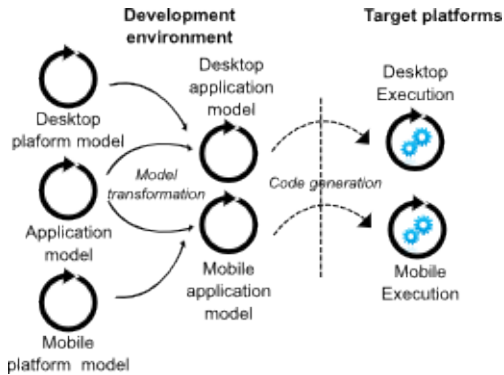 Development
environment
Target platforms
Desktop
plaform model
Desktop
application
model
Desktop
Execution
Model
transformation
Code generation
Application
model
Mobile
application
model
Mobile
Execution
Mobile
platform model